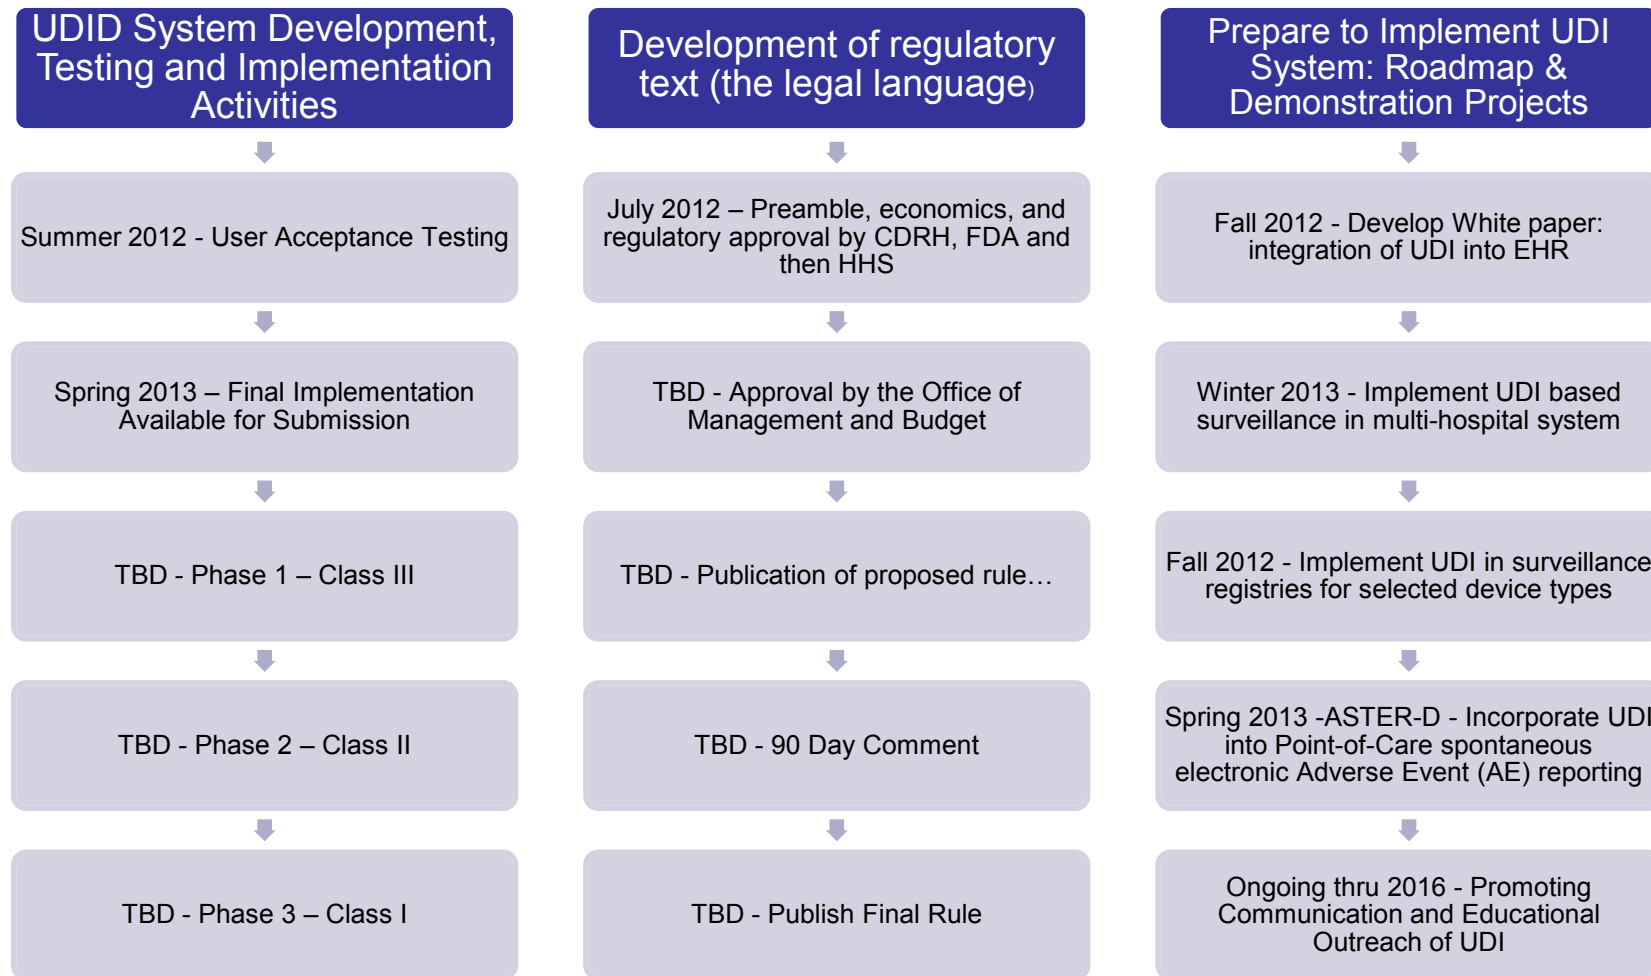 UDID System Development,
Testing and Implementation
Activities
Summer 2012 - User Acceptance Testing
Spring 2013 – Final Implementation
Available for Submission
TBD - Phase 1 – Class III
TBD - Phase 2 – Class II
TBD - Phase 3 – Class I
Development of regulatory
text (the legal language)
July 2012 – Preamble, economics, and
regulatory approval by CDRH, FDA and
then HHS
TBD - Approval by the Office of
Management and Budget
TBD - Publication of proposed rule…
TBD - 90 Day Comment
TBD - Publish Final Rule
Prepare to Implement UDI
System: Roadmap &
Demonstration Projects
Fall 2012 - Develop White paper:
integration of UDI into EHR
Winter 2013 - Implement UDI based
surveillance in multi-hospital system
Fall 2012 - Implement UDI in surveillance
registries for selected device types
Spring 2013 -ASTER-D - Incorporate UDI
into Point-of-Care spontaneous
electronic Adverse Event (AE) reporting
Ongoing thru 2016 - Promoting
Communication and Educational
Outreach of UDI